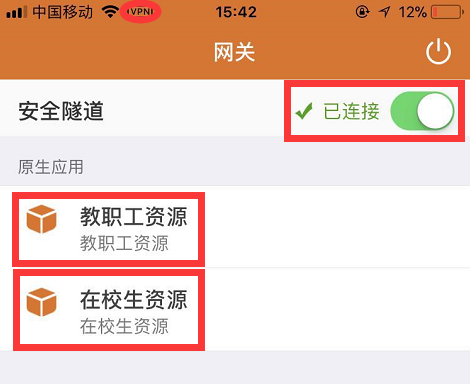 中国移动 VPN 15:42 12%
网关
安全隧道 已连接
原生应用
教职工资源
教职工资源
在校生资源
在校生资源